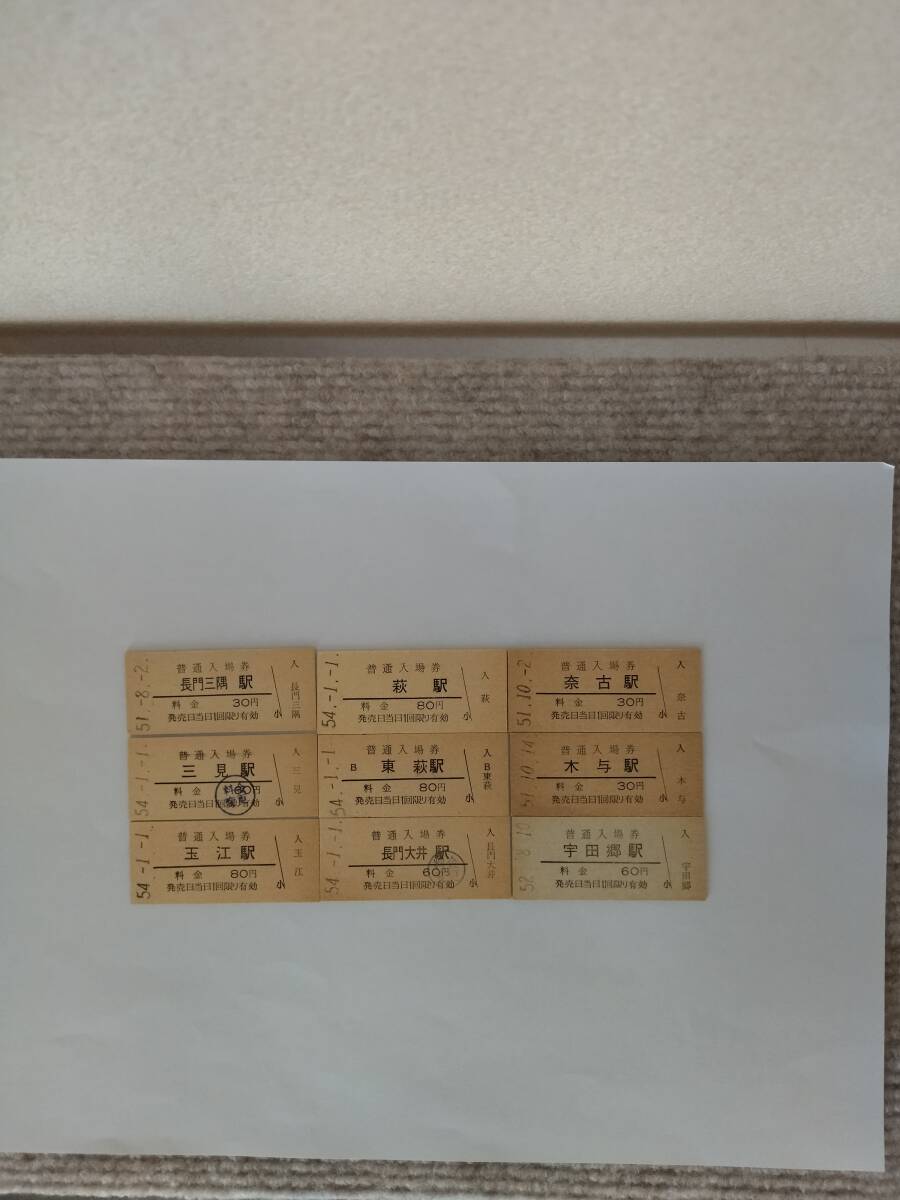 51.-8.-2.
普通入場券
長門三隅 駅
料金 30円
発売日当日1回限り有効 小
入
長門三隅
54.-1.-1.
普通入場券
萩 駅
料金 80円
発売日当日1回限り有効 小
入
萩
51.10.-2
普通入場券
奈古駅
料金 30円
発売日当日1回限り有効 小
入
奈古
54.-1.-1.
普通入場券
三見駅
料金 60円
発売日当日1回限り有効 小
入
三見
54.-1.-1
普通入場券
B 東萩駅
料金 80円
発売日当日1回限り有効 小
入
B東萩
51.10.14
普通入場券
木与駅
料金 30円
発売日当日1回限り有効 小
入
木与
54.-1.-1.
普通入場券
玉江駅
料金 80円
発売日当日1回限り有効 小
入
玉江
54.-1.-1.
普通入場券
長門大井 駅
料金 60円
発売日当日1回限り有効 小
入
長門大井
52.8.10
普通入場券
宇田郷駅
料金 60円
発売日当日1回限り有効 小
入
宇田郷